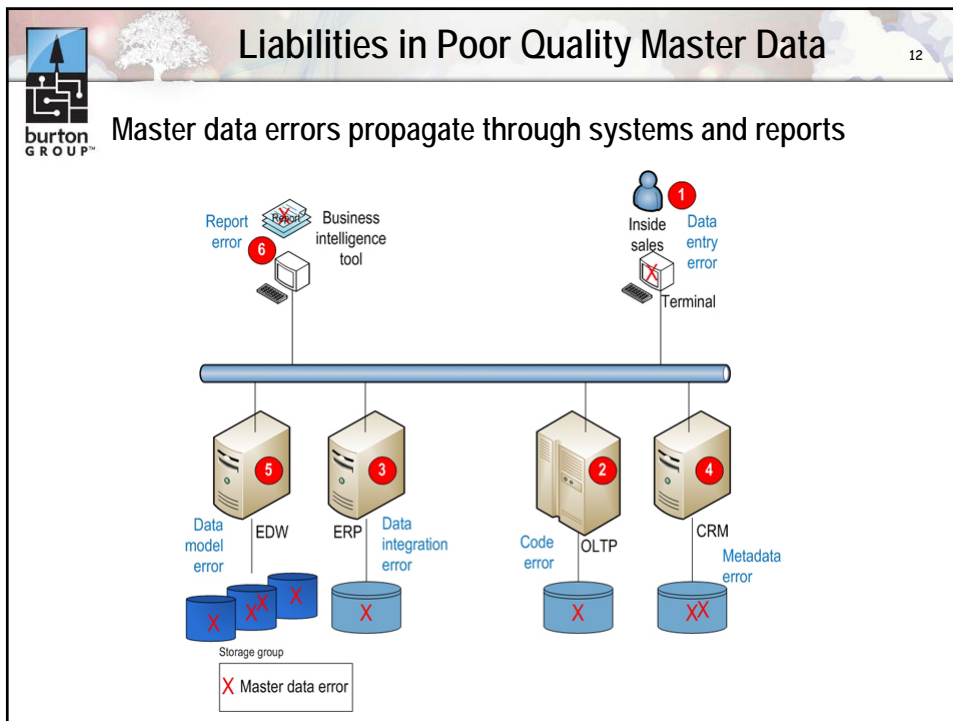 Liabilities in Poor Quality Master Data
12
burton
GROUP™
Master data errors propagate through systems and reports
Report
error
6
Report
Business
intelligence
tool
1
Inside
sales
Data
entry
error
Terminal
5
3
2
4
Data
model
error
EDW
ERP
Data
integration
error
Code
error
OLTP
CRM
Metadata
error
X
X X
X
X
X
X X
X
X
Storage group
X Master data error